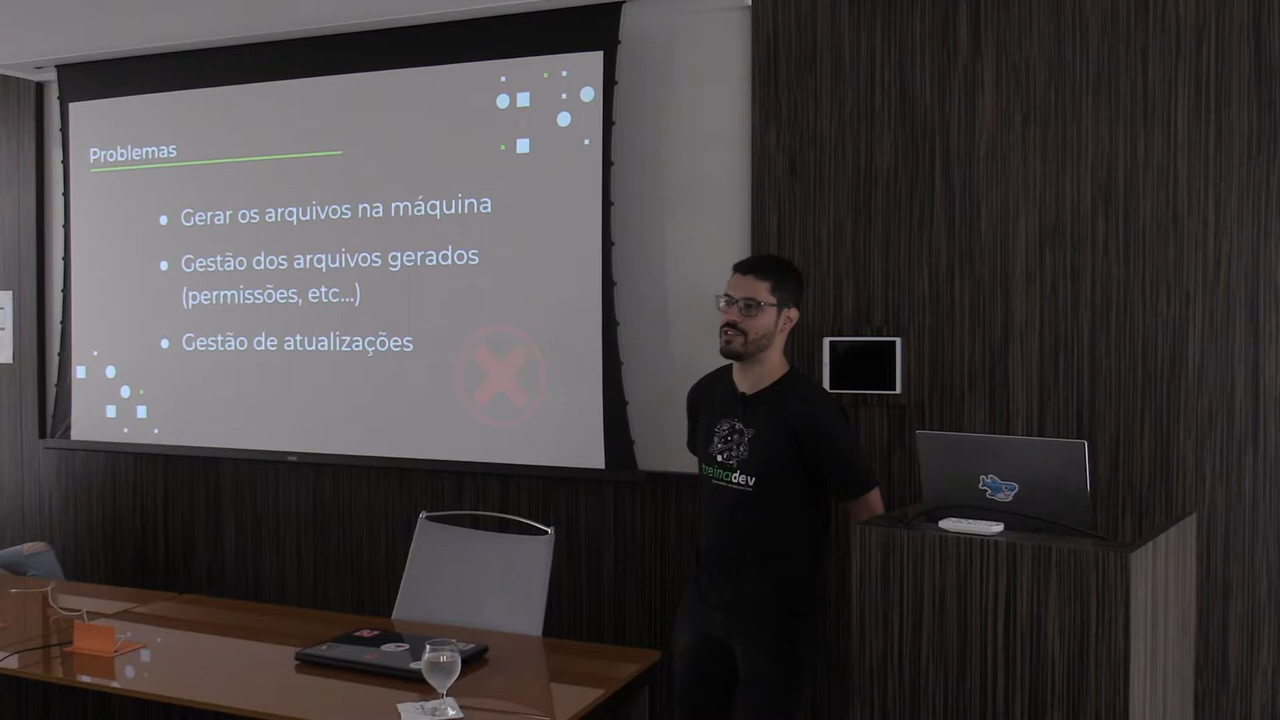 Problemas
● Gerar os arquivos na máquina
● Gestão dos arquivos gerados
(permissões, etc...)
● Gestão de atualizações
treinadev